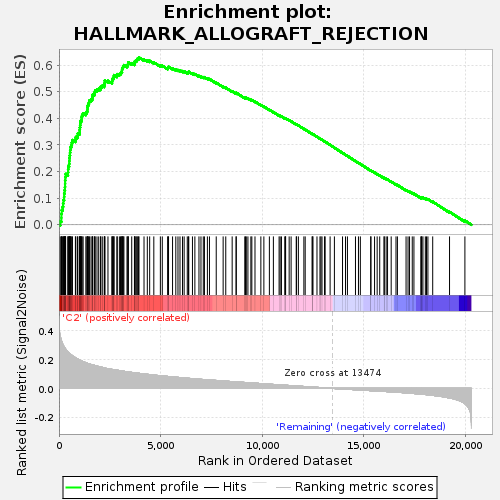 Enrichment plot:
HALLMARK_ALLOGRAFT_REJECTION
Enrichment score (ES)
0.6
0.5
0.4
0.3
0.2
0.1
0.0
'C2' (positively correlated)
Ranked list metric (Signal2Noise)
0.4
0.2
0.0
-0.2
Zero cross at 13474
'Remaining' (negatively correlated)
0
5,000
10,000
15,000
20,000
Rank in Ordered Dataset
Enrichment profile
Hits
Ranking metric scores